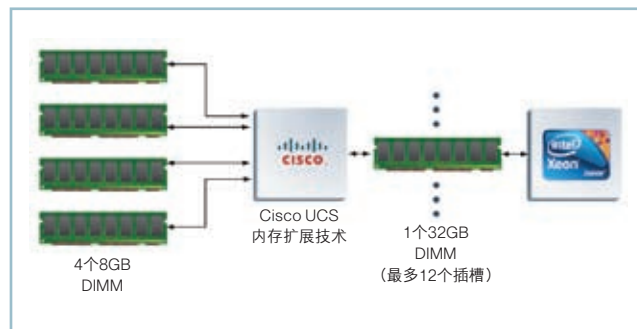 CISCO
intel
Xeon
Cisco UCS
内存扩展技术
4个8GB
DIMM
1个32GB
DIMM
（最多12个插槽）